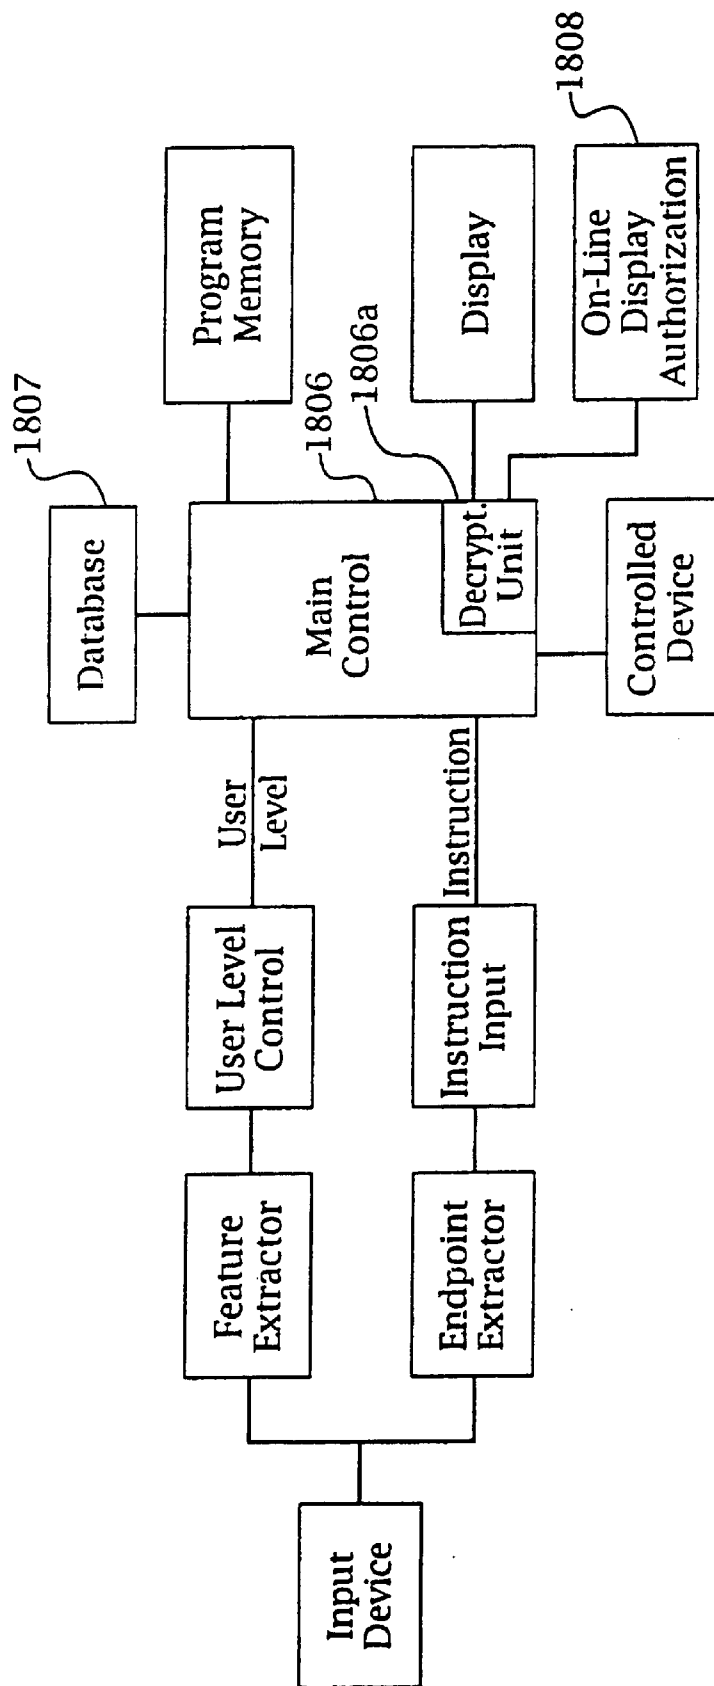 Input
Device
Feature
Extractor
Endpoint
Extractor
User Level
Control
Instruction
Input
User
Level
Instruction
Database
1807
Main
Control
1806
Decrypt.
Unit
1806a
Controlled
Device
Program
Memory
Display
On-Line
Display
Authorization
1808